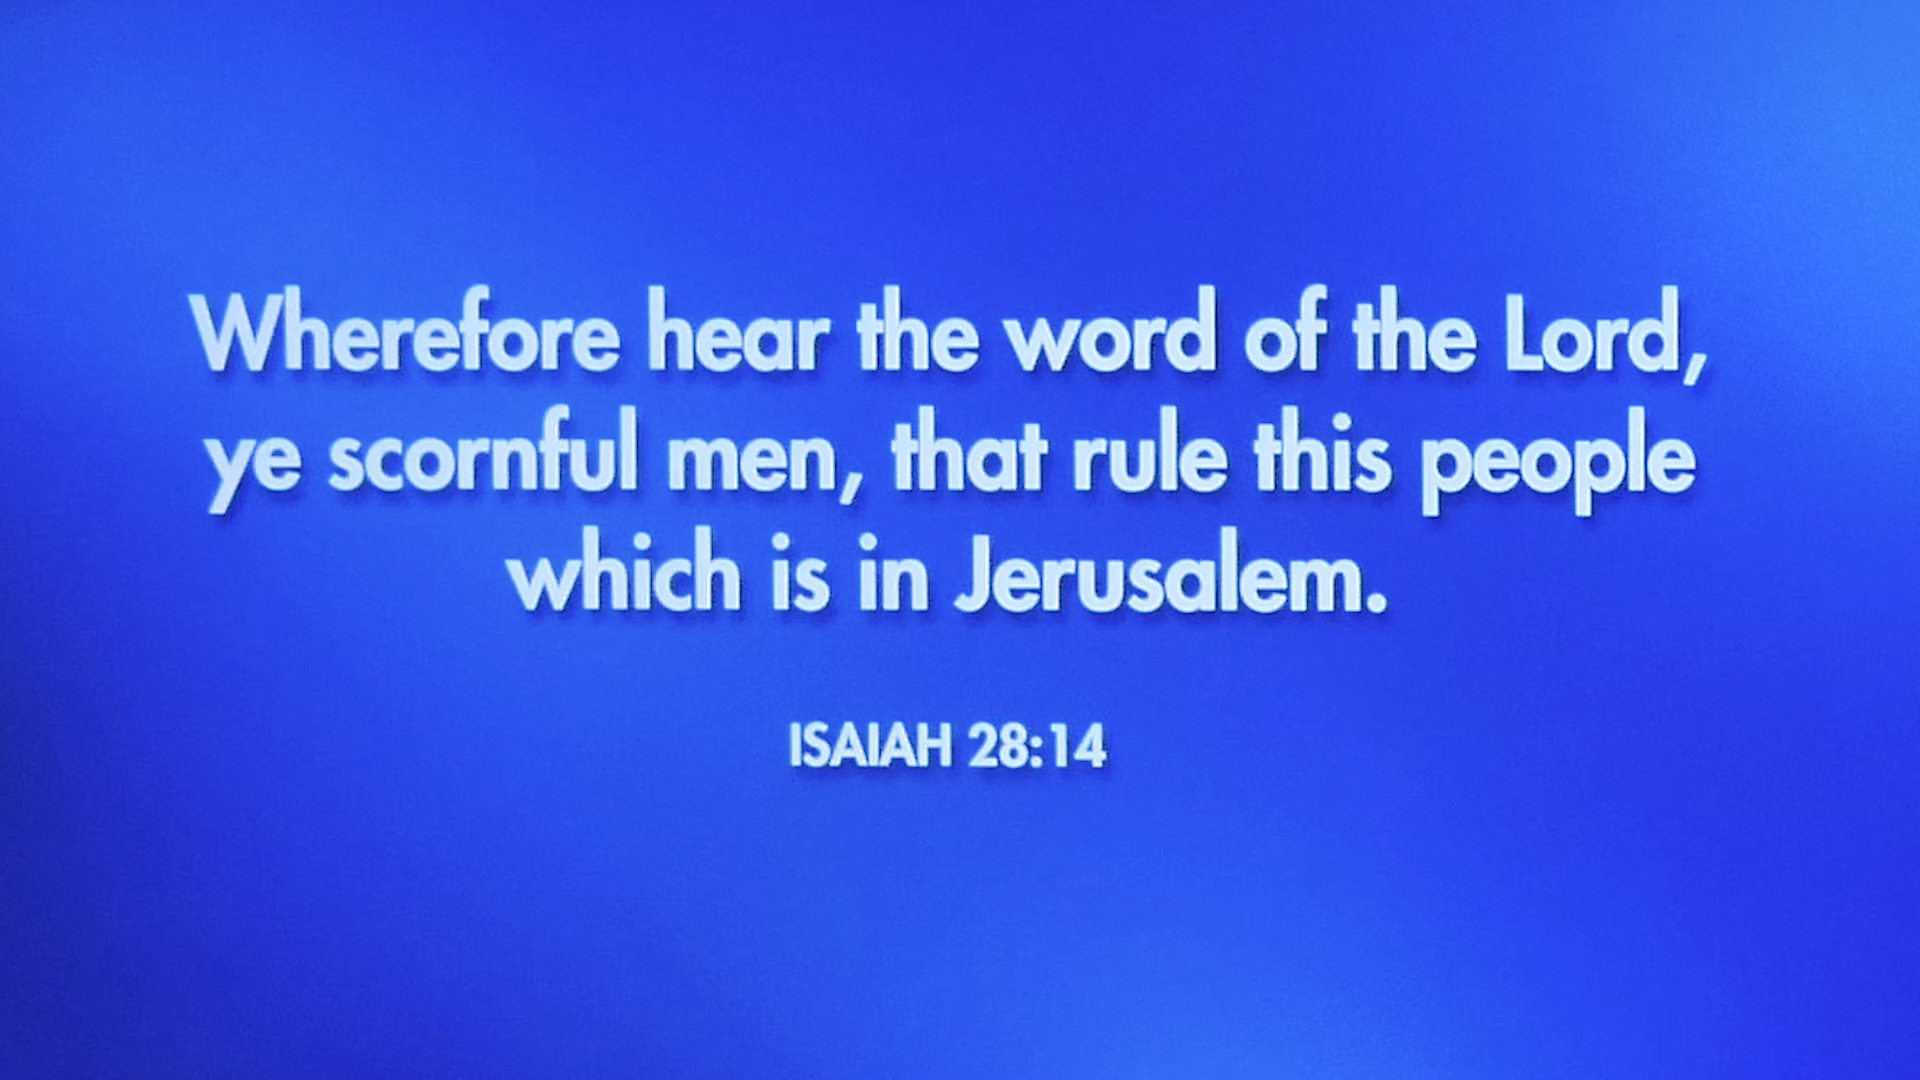 Wherefore hear the word of the Lord,
ye scornful men, that rule this people
which is in Jerusalem.
ISAIAH 28:14